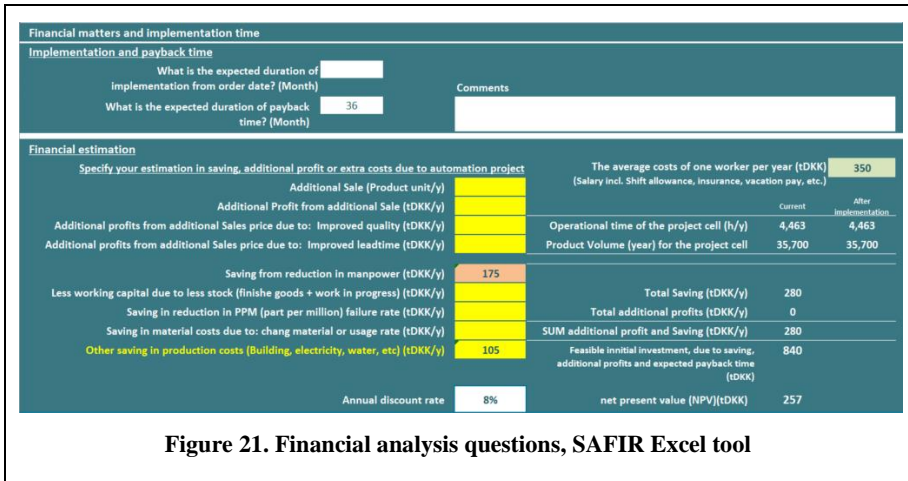 Financial matters and implementation time
Implementation and payback time
What is the expected duration of
implementation from order date? (Month)
Comments
What is the expected duration of payback 36
time? (Month)
Financial estimation
Specify your estimation in saving, additional profit or extra costs due to automation project
The average costs of one worker per year (tDKK) 350
(Salary incl. Shift allowance, insurance, vacation pay, etc.)
Additional Sale (Product unit/y)
Additional Profit from additional Sale (tDKK/y)
Current After
implementation
Additional profits from additional Sales price due to: Improved quality (tDKK/y)
Operational time of the project cell (h/y) 4,463 4,463
Additional profits from additional Sales price due to: Improved leadtime (tDKK/y)
Product Volume (year) for the project cell 35,700 35,700
Saving from reduction in manpower (tDKK/y) 175
Less working capital due to less stock (finishe goods + work in progress) (tDKK/y)
Total Saving (tDKK/y) 280
Saving in reduction in PPM (part per million) failure rate (tDKK/y)
Total additional profits (tDKK/y) 0
Saving in material costs due to: chang material or usage rate (tDKK/y)
SUM additional profit and Saving (tDKK/y) 280
Other saving in production costs (Building, electricity, water, etc) (tDKK/y) 105
Feasible innitial investment, due to saving, 840
additional profits and expected payback time
(tDKK)
Annual discount rate 8%
net present value (NPV)(tDKK) 257
Figure 21. Financial analysis questions, SAFIR Excel tool